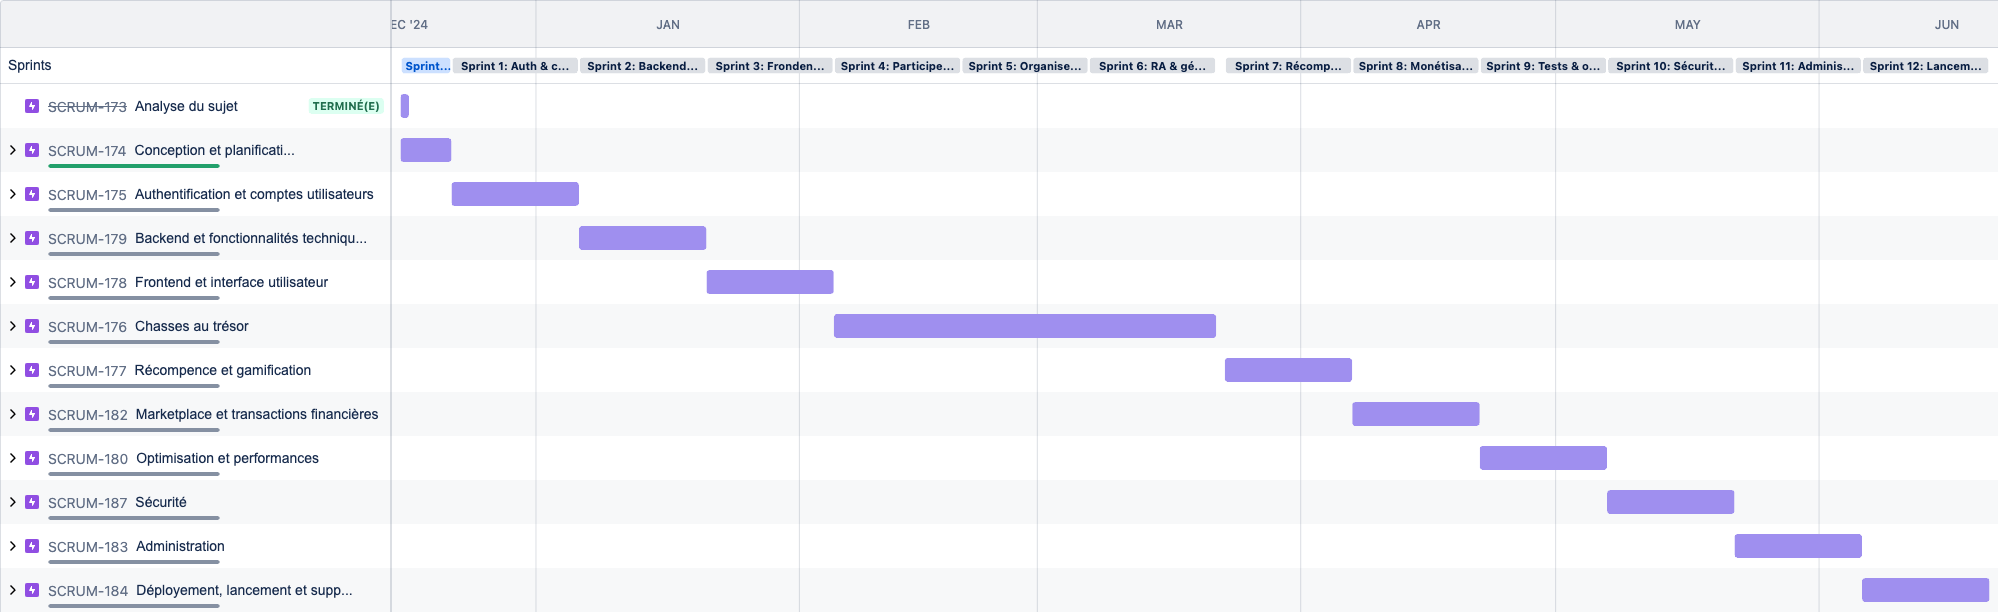 EC '24 JAN FEB MAR APR MAY JUN
Sprints Sprint... Sprint 1: Auth & c... Sprint 2: Backend... Sprint 3: Fronden... Sprint 4: Participe... Sprint 5: Organise... Sprint 6: RA & gé... Sprint 7: Récomp... Sprint 8: Monétisa... Sprint 9: Tests & o... Sprint 10: Sécurit... Sprint 11: Adminis... Sprint 12: Lancem...
SCRUM-173 Analyse du sujet TERMINÉ(E)
SCRUM-174 Conception et planificati...
SCRUM-175 Authentification et comptes utilisateurs
SCRUM-179 Backend et fonctionnalités techniqu...
SCRUM-178 Frontend et interface utilisateur
SCRUM-176 Chasses au trésor
SCRUM-177 Récompence et gamification
SCRUM-182 Marketplace et transactions financières
SCRUM-180 Optimisation et performances
SCRUM-187 Sécurité
SCRUM-183 Administration
SCRUM-184 Déployement, lancement et supp...